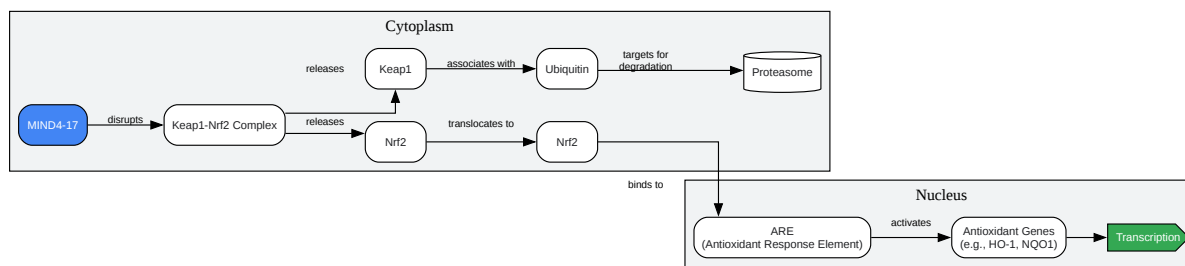 Cytoplasm
MIND4-17
disrupts
Keap1-Nrf2 Complex
releases
Keap1
associates with
Ubiquitin
targets for
degradation
Proteasome
releases
Nrf2
translocates to
Nrf2
binds to
Nucleus
ARE
(Antioxidant Response Element)
activates
Antioxidant Genes
(e.g., HO-1, NQO1)
Transcription